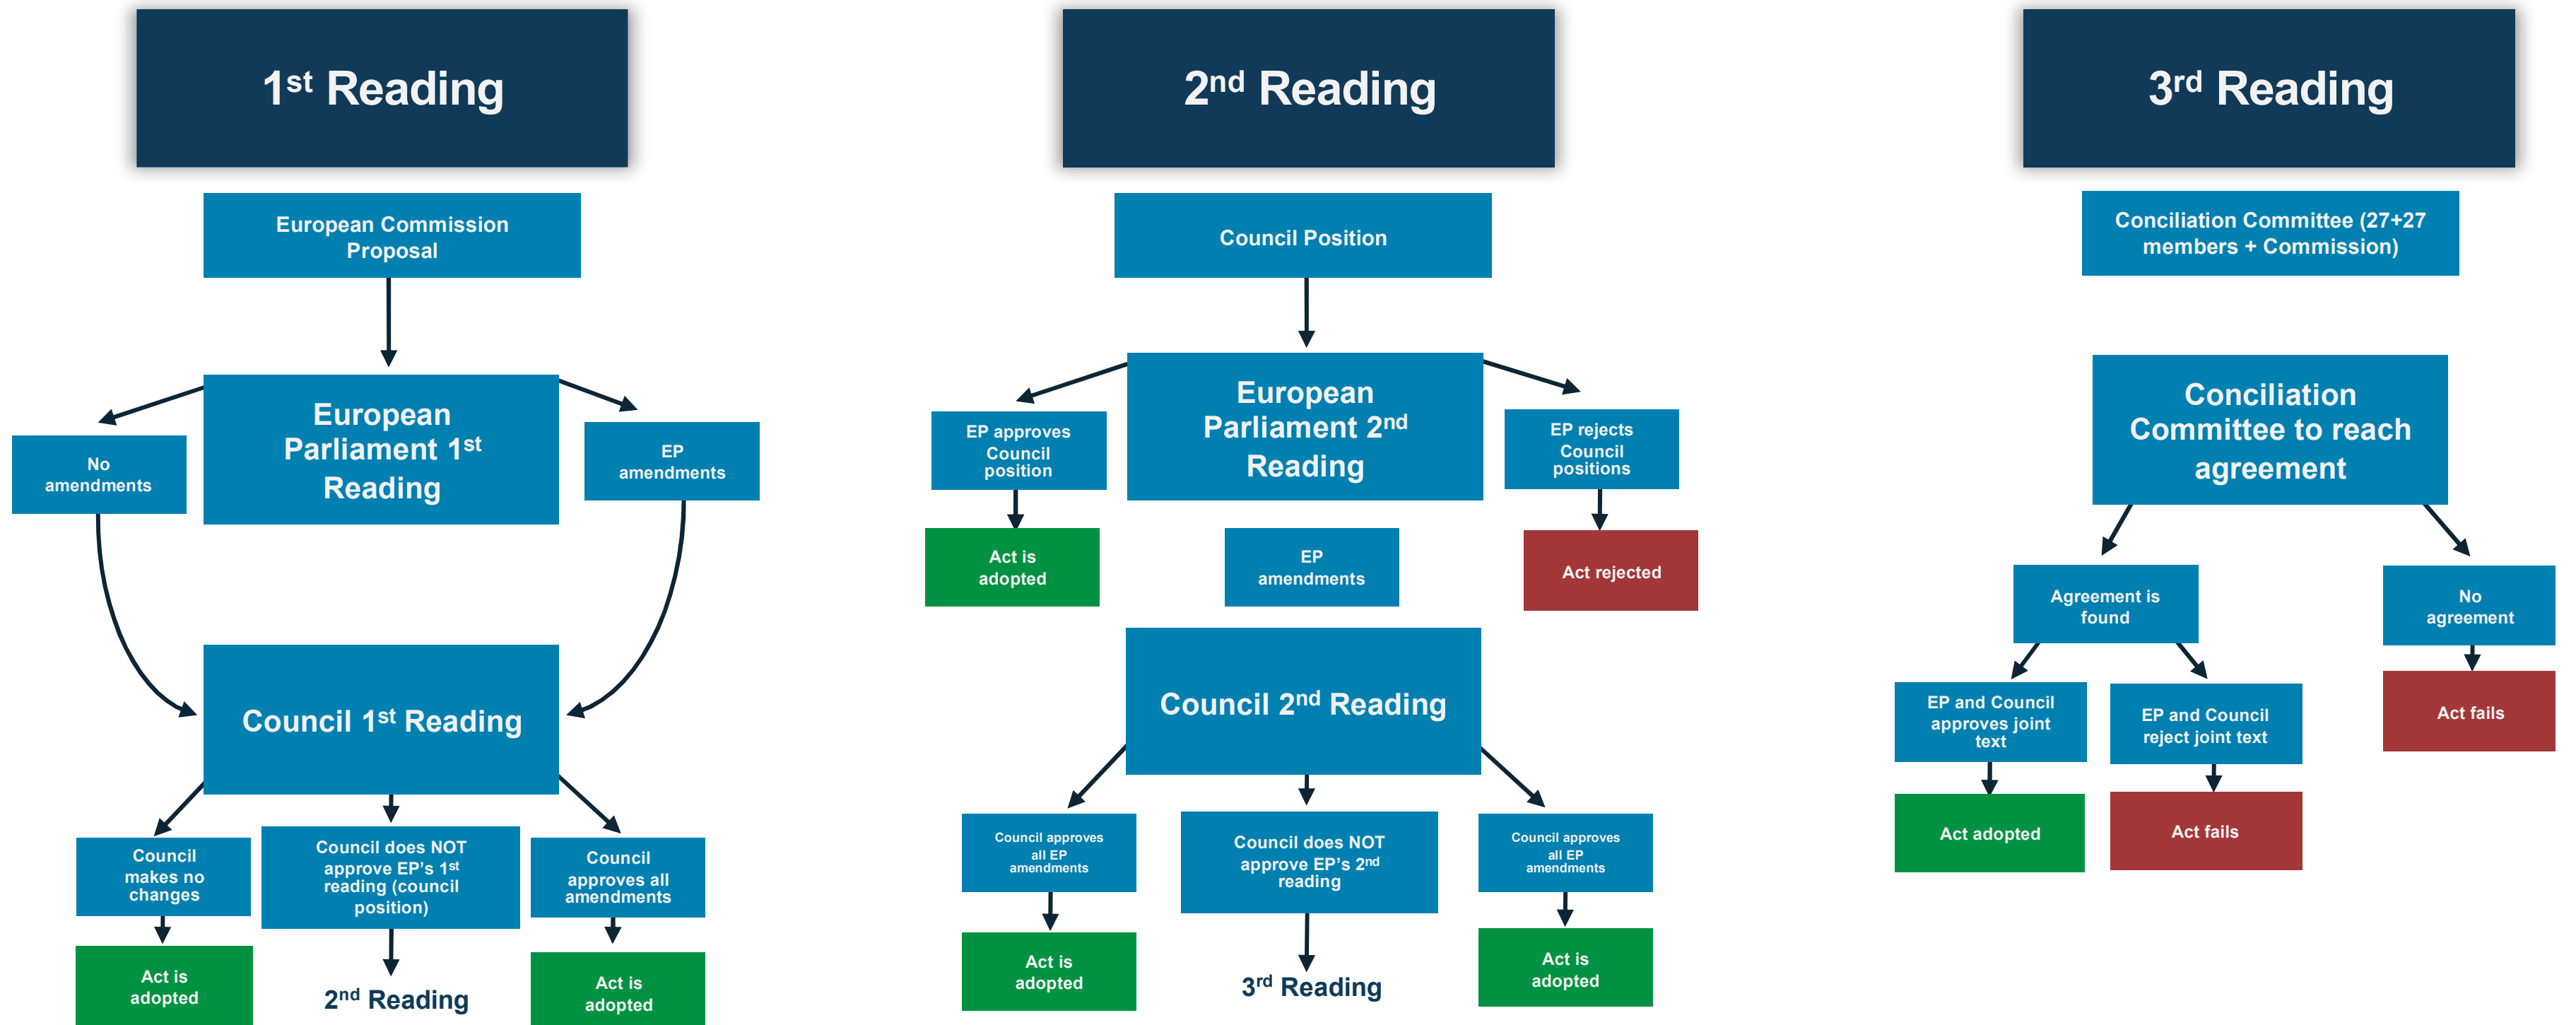 1st Reading
European Commission
Proposal
European
Parliament 1st
Reading
No
amendments
EP
amendments
Council 1st Reading
Council
makes no
changes
Council does NOT
approve EP’s 1st
reading (council
position)
Council
approves all
amendments
Act is
adopted
2nd Reading
Act is
adopted
2nd Reading
Council Position
European
Parliament 2nd
Reading
EP approves
Council
position
EP rejects
Council
positions
Act is
adopted
EP
amendments
Act rejected
Council 2nd Reading
Council approves
all EP
amendments
Council does NOT
approve EP’s 2nd
reading
Council approves
all EP
amendments
Act is
adopted
3rd Reading
Act is
adopted
3rd Reading
Conciliation Committee (27+27
members + Commission)
Conciliation
Committee to reach
agreement
Agreement is
found
No
agreement
EP and Council
approves joint
text
EP and Council
reject joint text
Act fails
Act adopted
Act fails